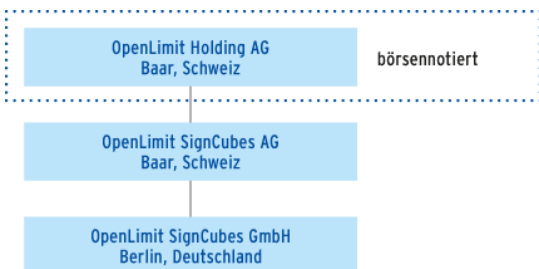 OpenLimit Holding AG
Baar, Schweiz
börsennotiert
OpenLimit SignCubes AG
Baar, Schweiz
OpenLimit SignCubes GmbH
Berlin, Deutschland